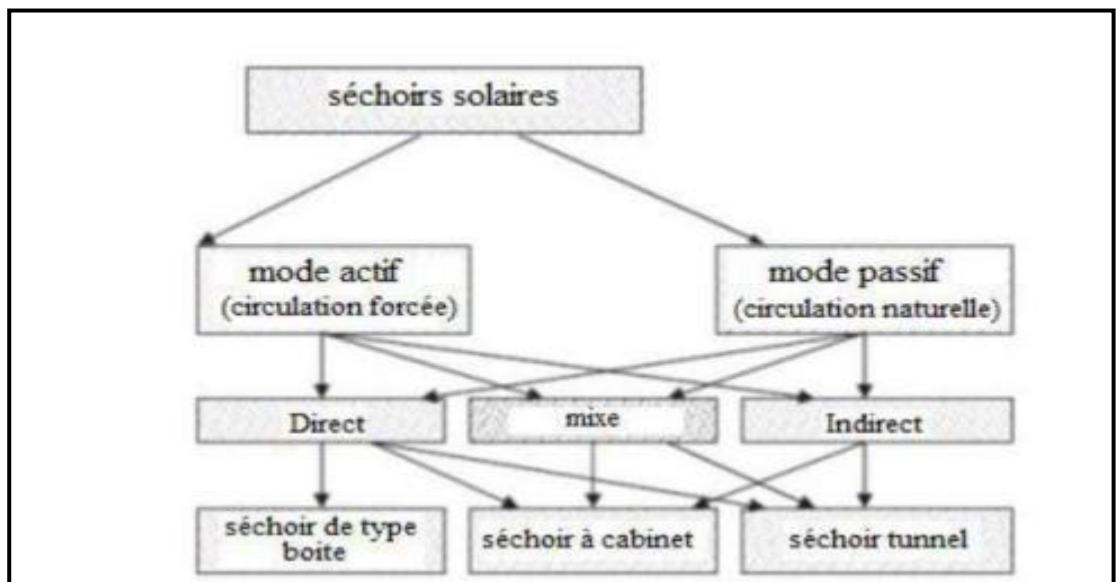 séchoirs solaires
mode actif
(circulation forcée)
mode passif
(circulation naturelle)
Direct
mixe
Indirect
séchoir de type
boite
séchoir à cabinet
séchoir tunnel